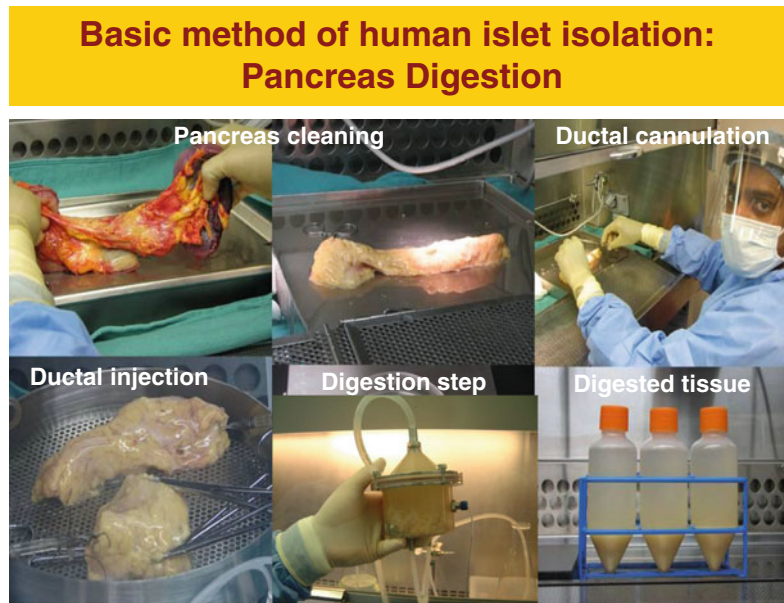 Basic method of human islet isolation:
Pancreas Digestion
Pancreas cleaning
Ductal cannulation
Ductal injection
Digestion step
Digested tissue